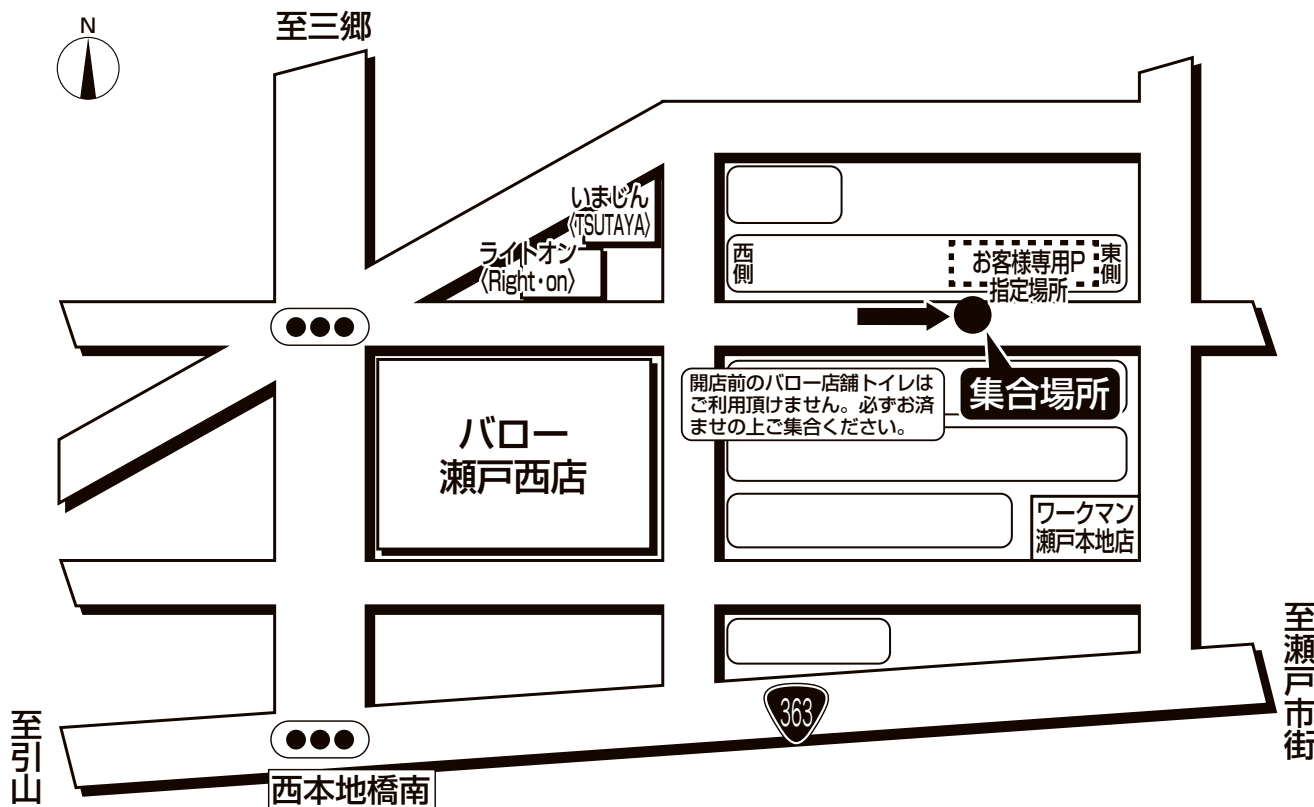 N
至三郷
いまじん
〈TSUTAYA〉
ライトオン
〈Right・on〉
西側
お客様専用P
指定場所
東側
開店前のバロー店舗トイレは
ご利用頂けません。必ずお済
ませの上ご集合ください。
集合場所
バロー
瀬戸西店
ワークマン
瀬戸本地店
至瀬戸市街
363
至引山
西本地橋南